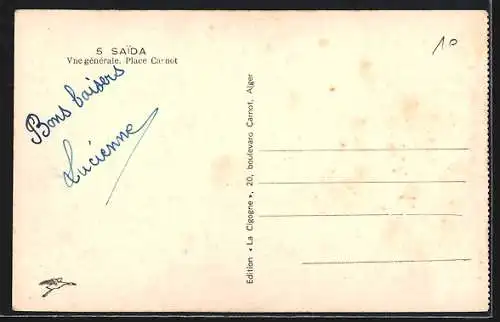 5 SAÏDA
Vue générale. Place Carnot
Bons baisers
Lucienne
Edition « La Cigogne », 20, boulevard Carnot, Alger
10